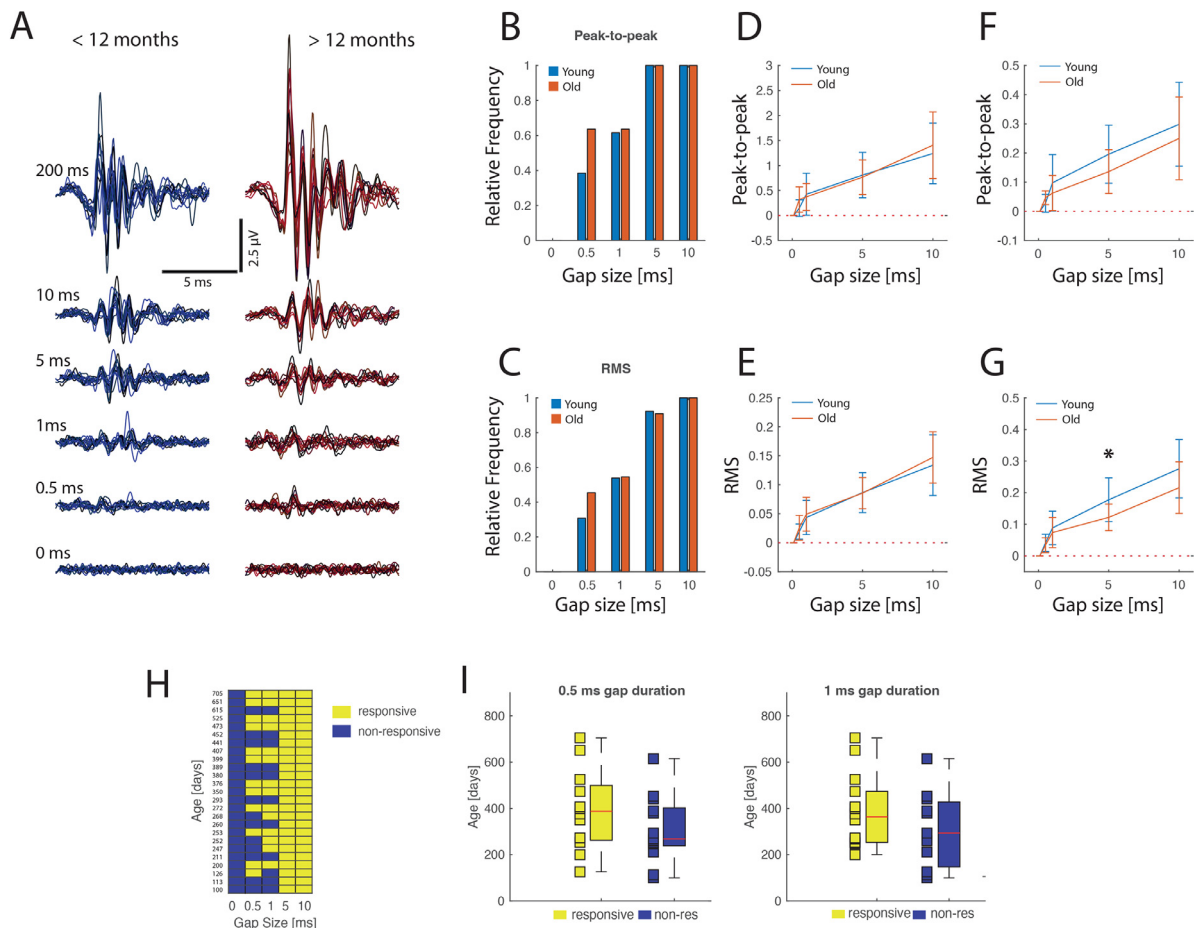 A
< 12 months
> 12 months
200 ms
2.5 µV
5 ms
10 ms
5 ms
1ms
0.5 ms
0 ms
B
Peak-to-peak
Relative Frequency
1
0.8
0.6
0.4
0.2
0
Young
Old
0 0.5 1 5 10
Gap size [ms]
C
RMS
Relative Frequency
1
0.8
0.6
0.4
0.2
0
Young
Old
0 0.5 1 5 10
Gap size [ms]
D
Peak-to-peak
3
2.5
2
1.5
1
0.5
0
-0.5
Young
Old
0 5 10
Gap size [ms]
E
RMS
0.25
0.2
0.15
0.1
0.05
0
-0.05
Young
Old
0 5 10
Gap size [ms]
F
Peak-to-peak
0.5
0.4
0.3
0.2
0.1
0
-0.1
Young
Old
0 5 10
Gap size [ms]
G
RMS
0.5
0.4
0.3
0.2
0.1
0
Young
Old
*
0 5 10
Gap size [ms]
H
Age [days]
705
651
615
525
473
452
441
407
399
389
380
376
350
293
272
268
260
253
252
247
211
200
126
113
100
0 0.5 1 5 10
Gap Size [ms]
responsive
non-responsive
I
0.5 ms gap duration
Age [days]
800
600
400
200
0
responsive non-res
1 ms gap duration
Age [days]
800
600
400
200
0
responsive non-res